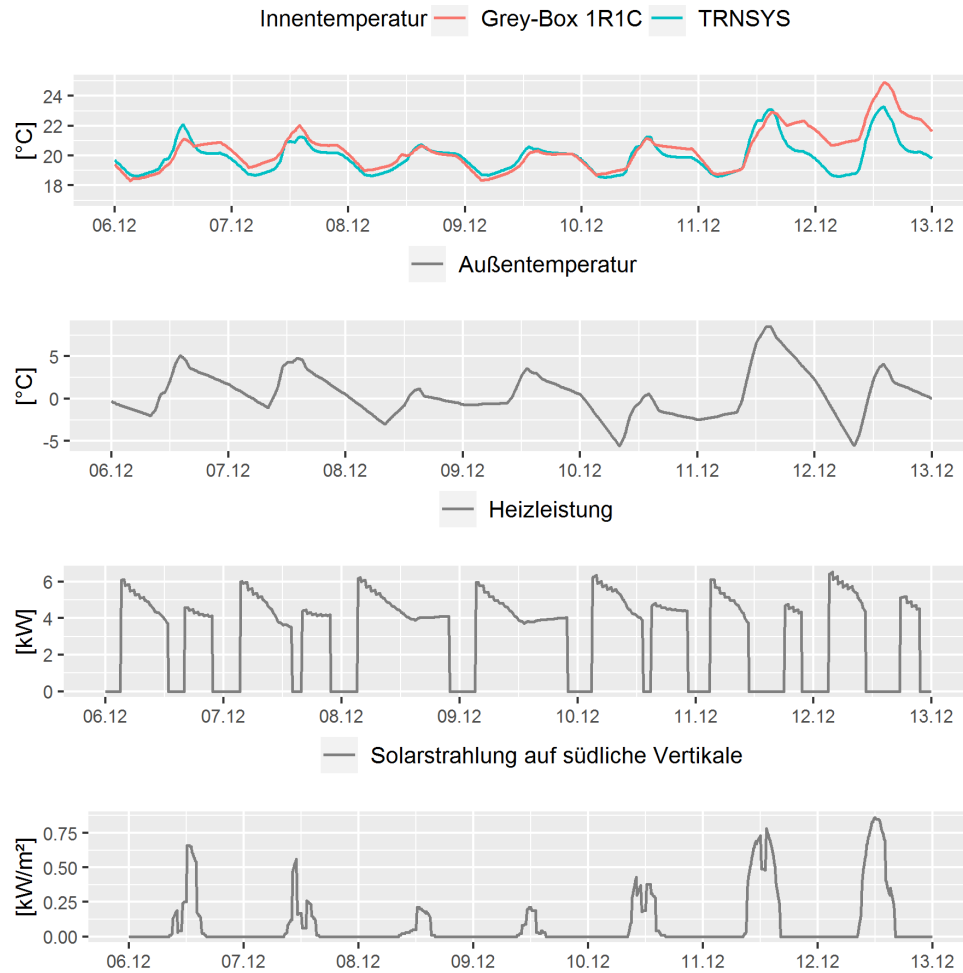 Innentemperatur Grey-Box 1R1C TRNSYS
24
22
20
18
[°C]
06.12 07.12 08.12 09.12 10.12 11.12 12.12 13.12
Außentemperatur
5
0
-5
[°C]
06.12 07.12 08.12 09.12 10.12 11.12 12.12 13.12
Heizleistung
6
4
2
0
[kW]
06.12 07.12 08.12 09.12 10.12 11.12 12.12 13.12
Solarstrahlung auf südliche Vertikale
0.75
0.50
0.25
0.00
[kW/m²]
06.12 07.12 08.12 09.12 10.12 11.12 12.12 13.12